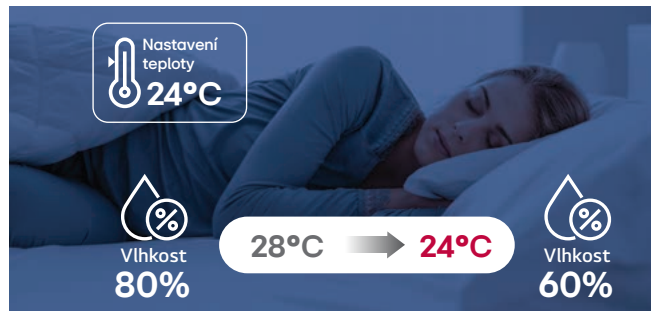 Nastavení
teploty
24°C
Vlhkost
80%
28°C → 24°C
Vlhkost
60%